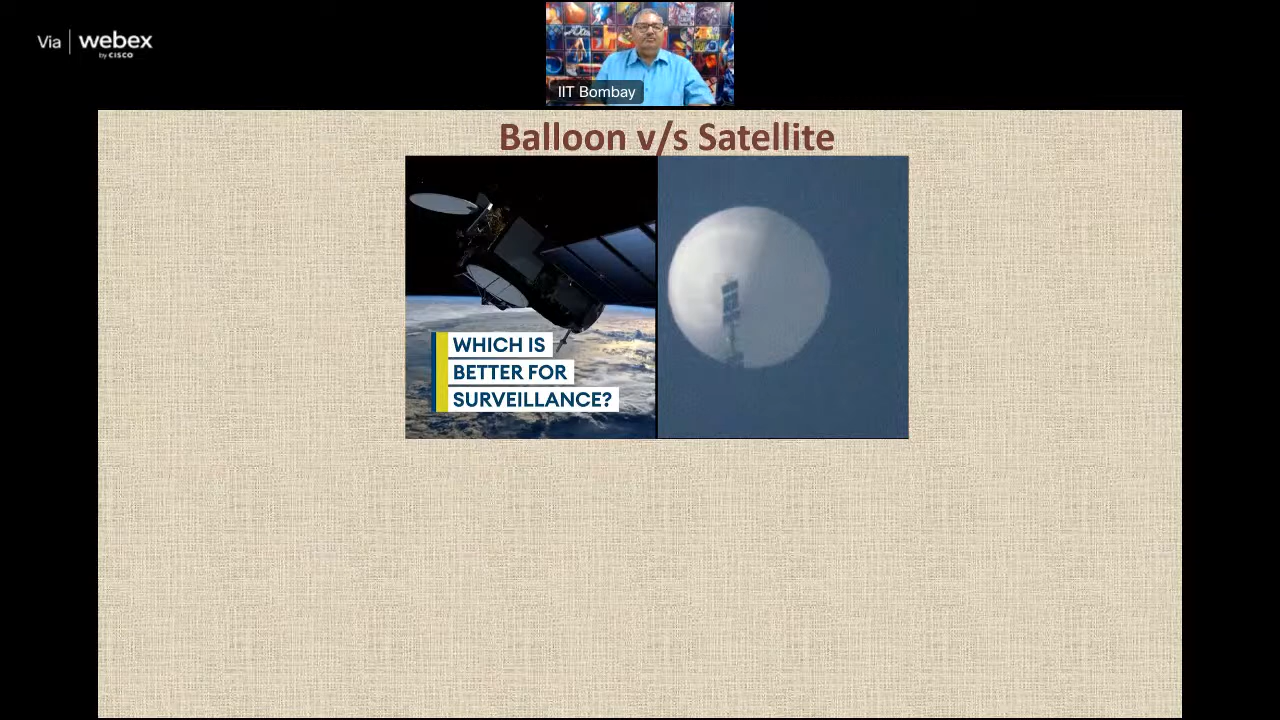 Via webex
by CISCO
IIT Bombay
Balloon v/s Satellite
WHICH IS
BETTER FOR
SURVEILLANCE?